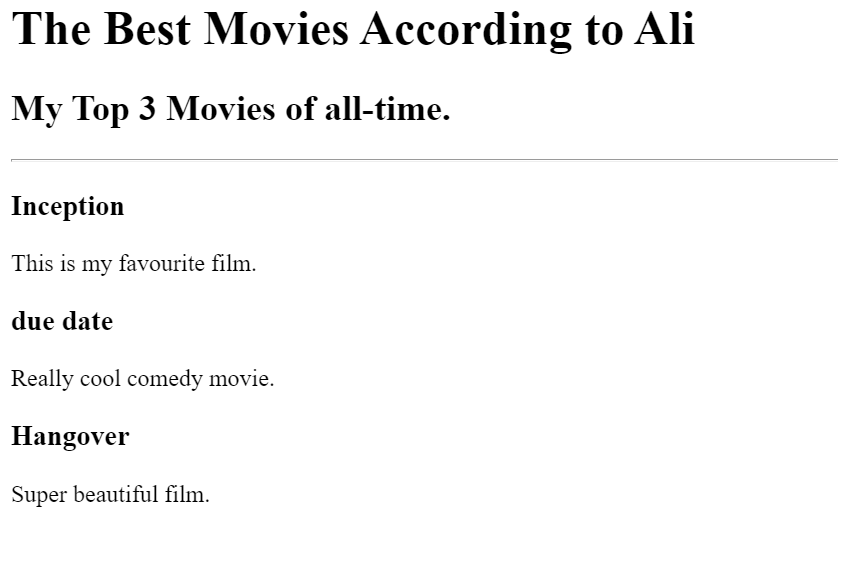 The Best Movies According to Ali
My Top 3 Movies of all-time.
Inception
This is my favourite film.
due date
Really cool comedy movie.
Hangover
Super beautiful film.